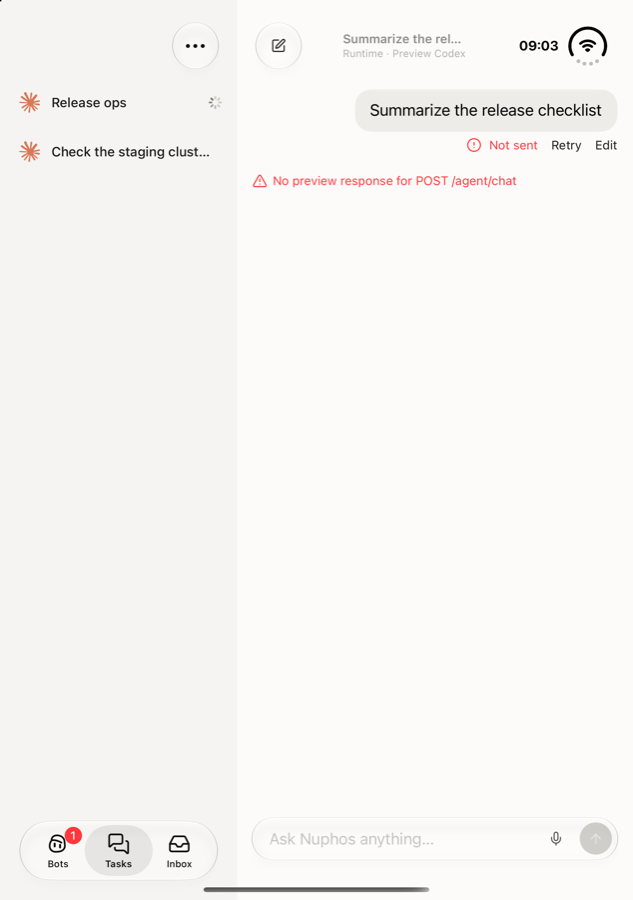 Release ops
Check the staging clust...
Summarize the rel...
Runtime · Preview Codex
09:03
Summarize the release checklist
Not sent Retry Edit
No preview response for POST /agent/chat
Ask Nuphos anything...
1
Bots Tasks Inbox